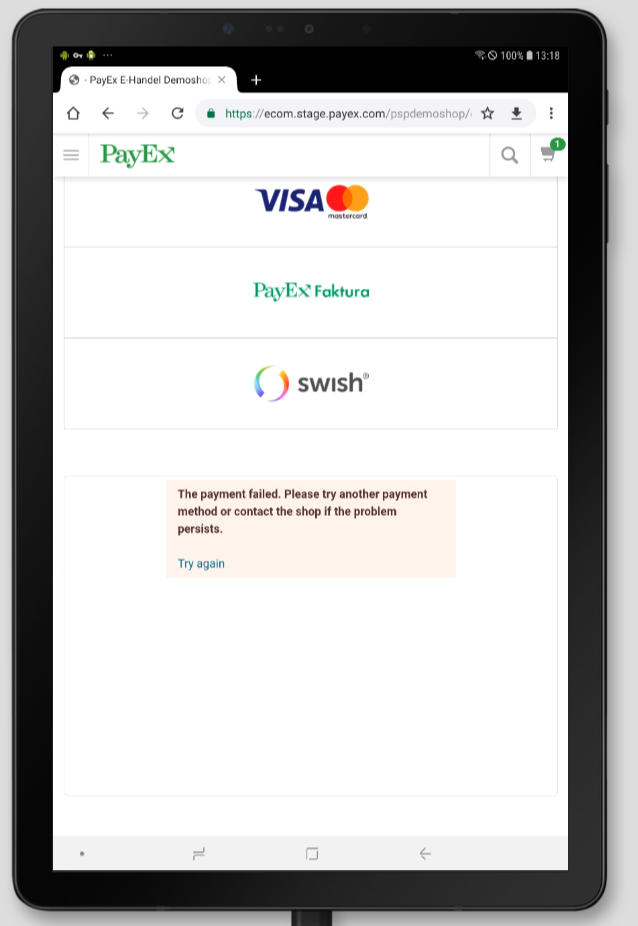 100% 13:18
- PayEx E-Handel Demosho
https://ecom.stage.payex.com/pspdemoshop/
PayEx
1
VISA
mastercard
PayEx Faktura
swish®
The payment failed. Please try another payment
method or contact the shop if the problem
persists.
Try again